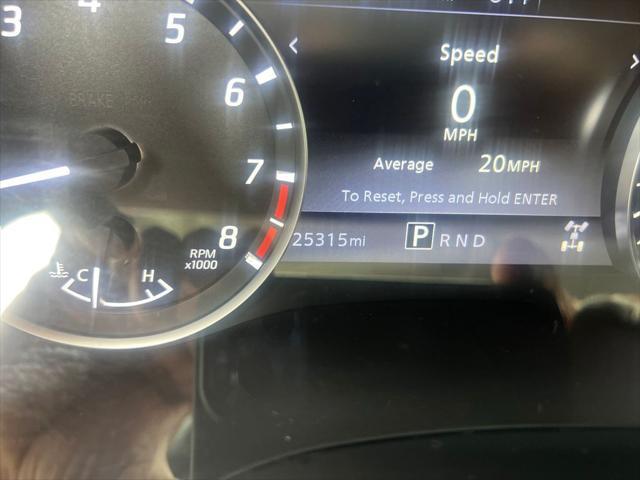 3 4 5 6 7 8
RPM
x1000
C H
<
Speed
>
0
MPH
Average 20MPH
To Reset, Press and Hold ENTER
25315mi P R N D